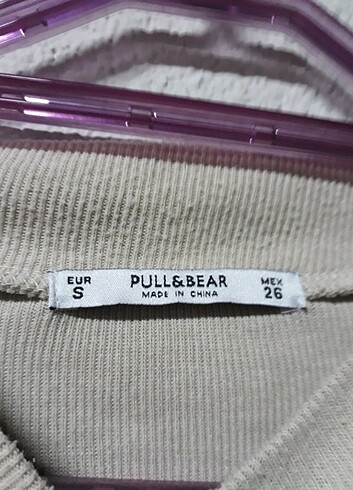 EUR S
PULL&BEAR
MADE IN CHINA
MEX 26